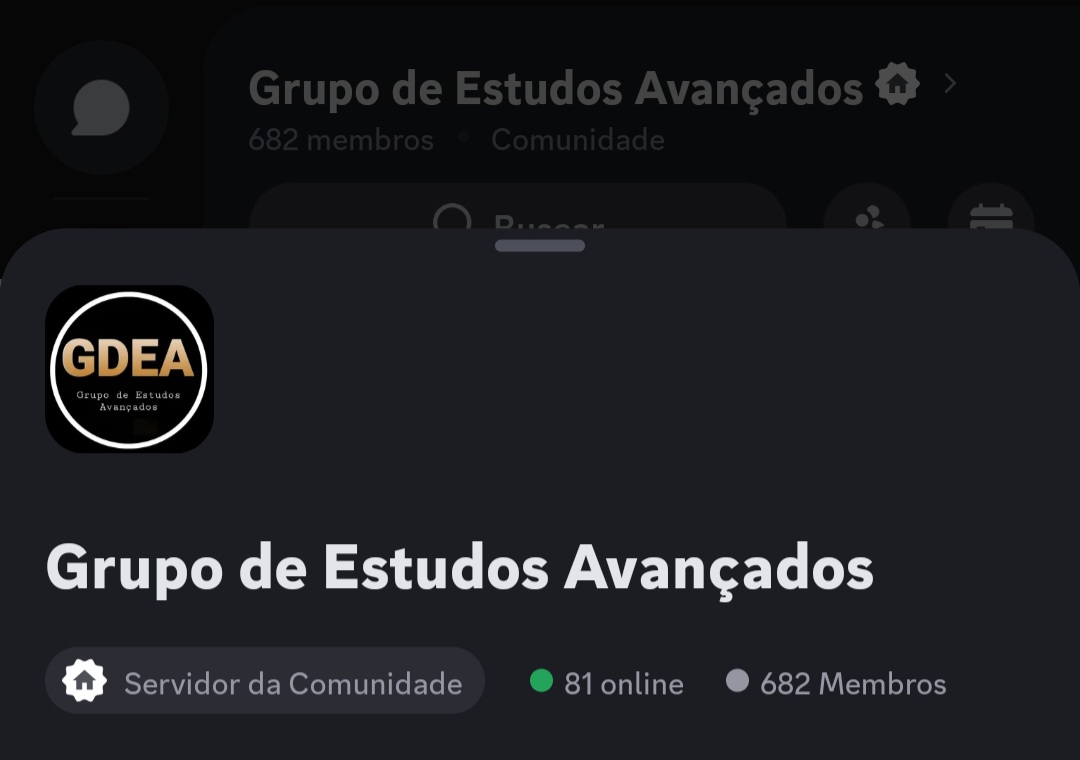 Grupo de Estudos Avançados
682 membros • Comunidade
Buscar
GDEA
Grupo de Estudos
Avançados
Grupo de Estudos Avançados
Servidor da Comunidade
81 online
682 Membros